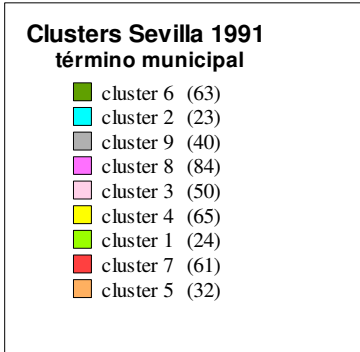 Clusters Sevilla 1991
término municipal
cluster 6 (63)
cluster 2 (23)
cluster 9 (40)
cluster 8 (84)
cluster 3 (50)
cluster 4 (65)
cluster 1 (24)
cluster 7 (61)
cluster 5 (32)